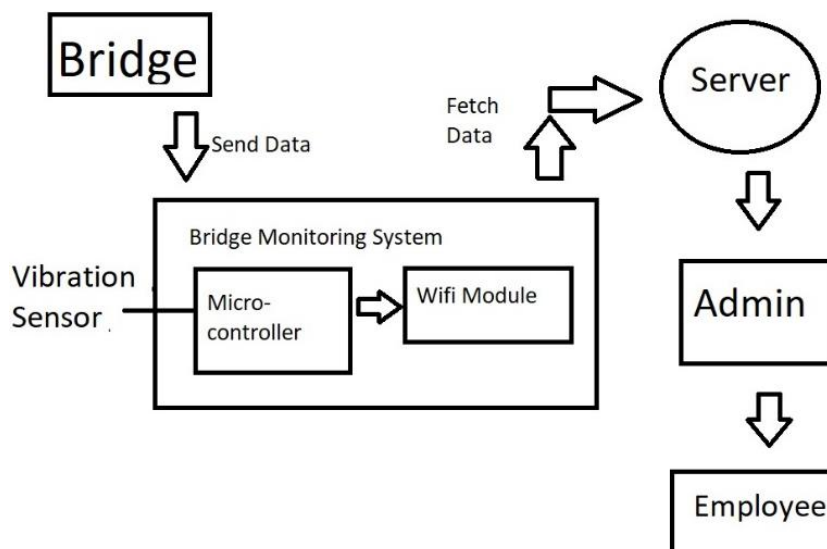 Bridge
Send Data
Fetch
Data
Server
Bridge Monitoring System
Vibration
Sensor
Micro-
controller
Wifi Module
Admin
Employee